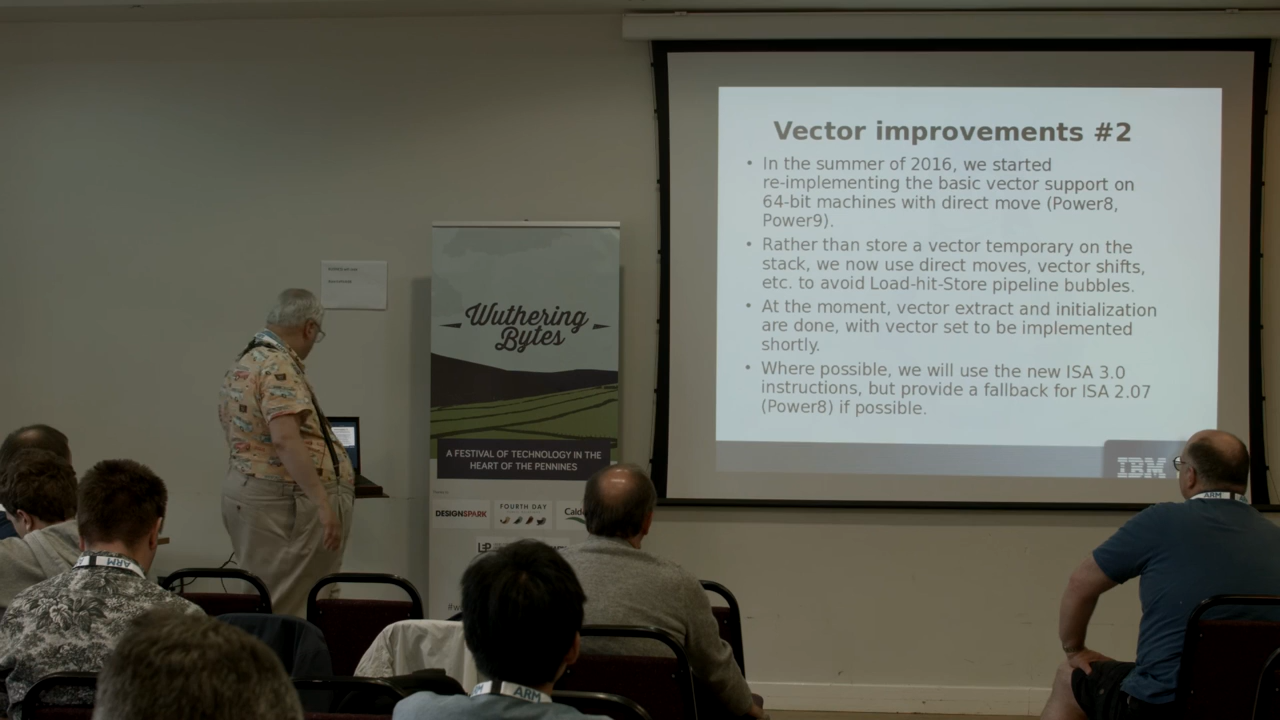 Vector improvements #2
• In the summer of 2016, we started
re-implementing the basic vector support on
64-bit machines with direct move (Power8,
Power9).
• Rather than store a vector temporary on the
stack, we now use direct moves, vector shifts,
etc. to avoid Load-hit-Store pipeline bubbles.
• At the moment, vector extract and initialization
are done, with vector set to be implemented
shortly.
• Where possible, we will use the new ISA 3.0
instructions, but provide a fallback for ISA 2.07
(Power8) if possible.
IBM
Wuthering
Bytes
A FESTIVAL OF TECHNOLOGY IN THE
HEART OF THE PENNINES
DESIGNSPARK
FOURTH DAY
ARM
ARM
ARM